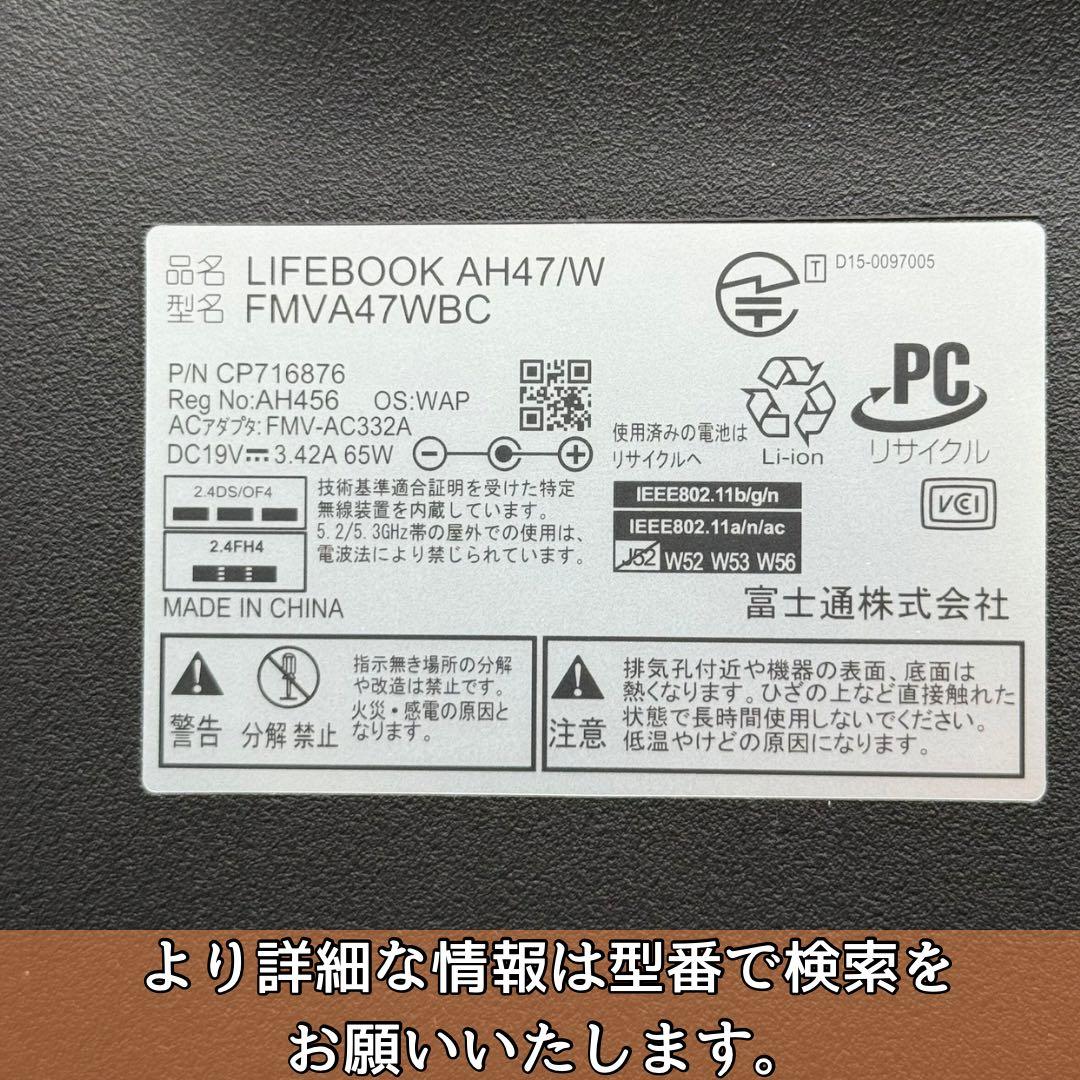 品名 LIFEBOOK AH47/W
型名 FMVA47WBC
T D15-0097005
P/N CP716876
Reg No:AH456 OS:WAP
ACアダプタ:FMV-AC332A
DC19V 3.42A 65W
使用済みの電池は
リサイクルへ
Li-ion
PC
リサイクル
2.4DS/OF4
2.4FH4
技術基準適合証明を受けた特定
無線装置を内蔵しています。
5.2/5.3GHz帯の屋外での使用は、
電波法により禁じられています。
IEEE802.11b/g/n
IEEE802.11a/n/ac
J52 W52 W53 W56
VCI
MADE IN CHINA
富士通株式会社
警告
分解禁止
指示無き場所の分解
や改造は禁止です。
火災・感電の原因と
なります。
注意
排気孔付近や機器の表面、底面は
熱くなります。ひざの上など直接触れた
状態で長時間使用しないでください。
低温やけどの原因になります。
より詳細な情報は型番で検索を
お願いいたします。